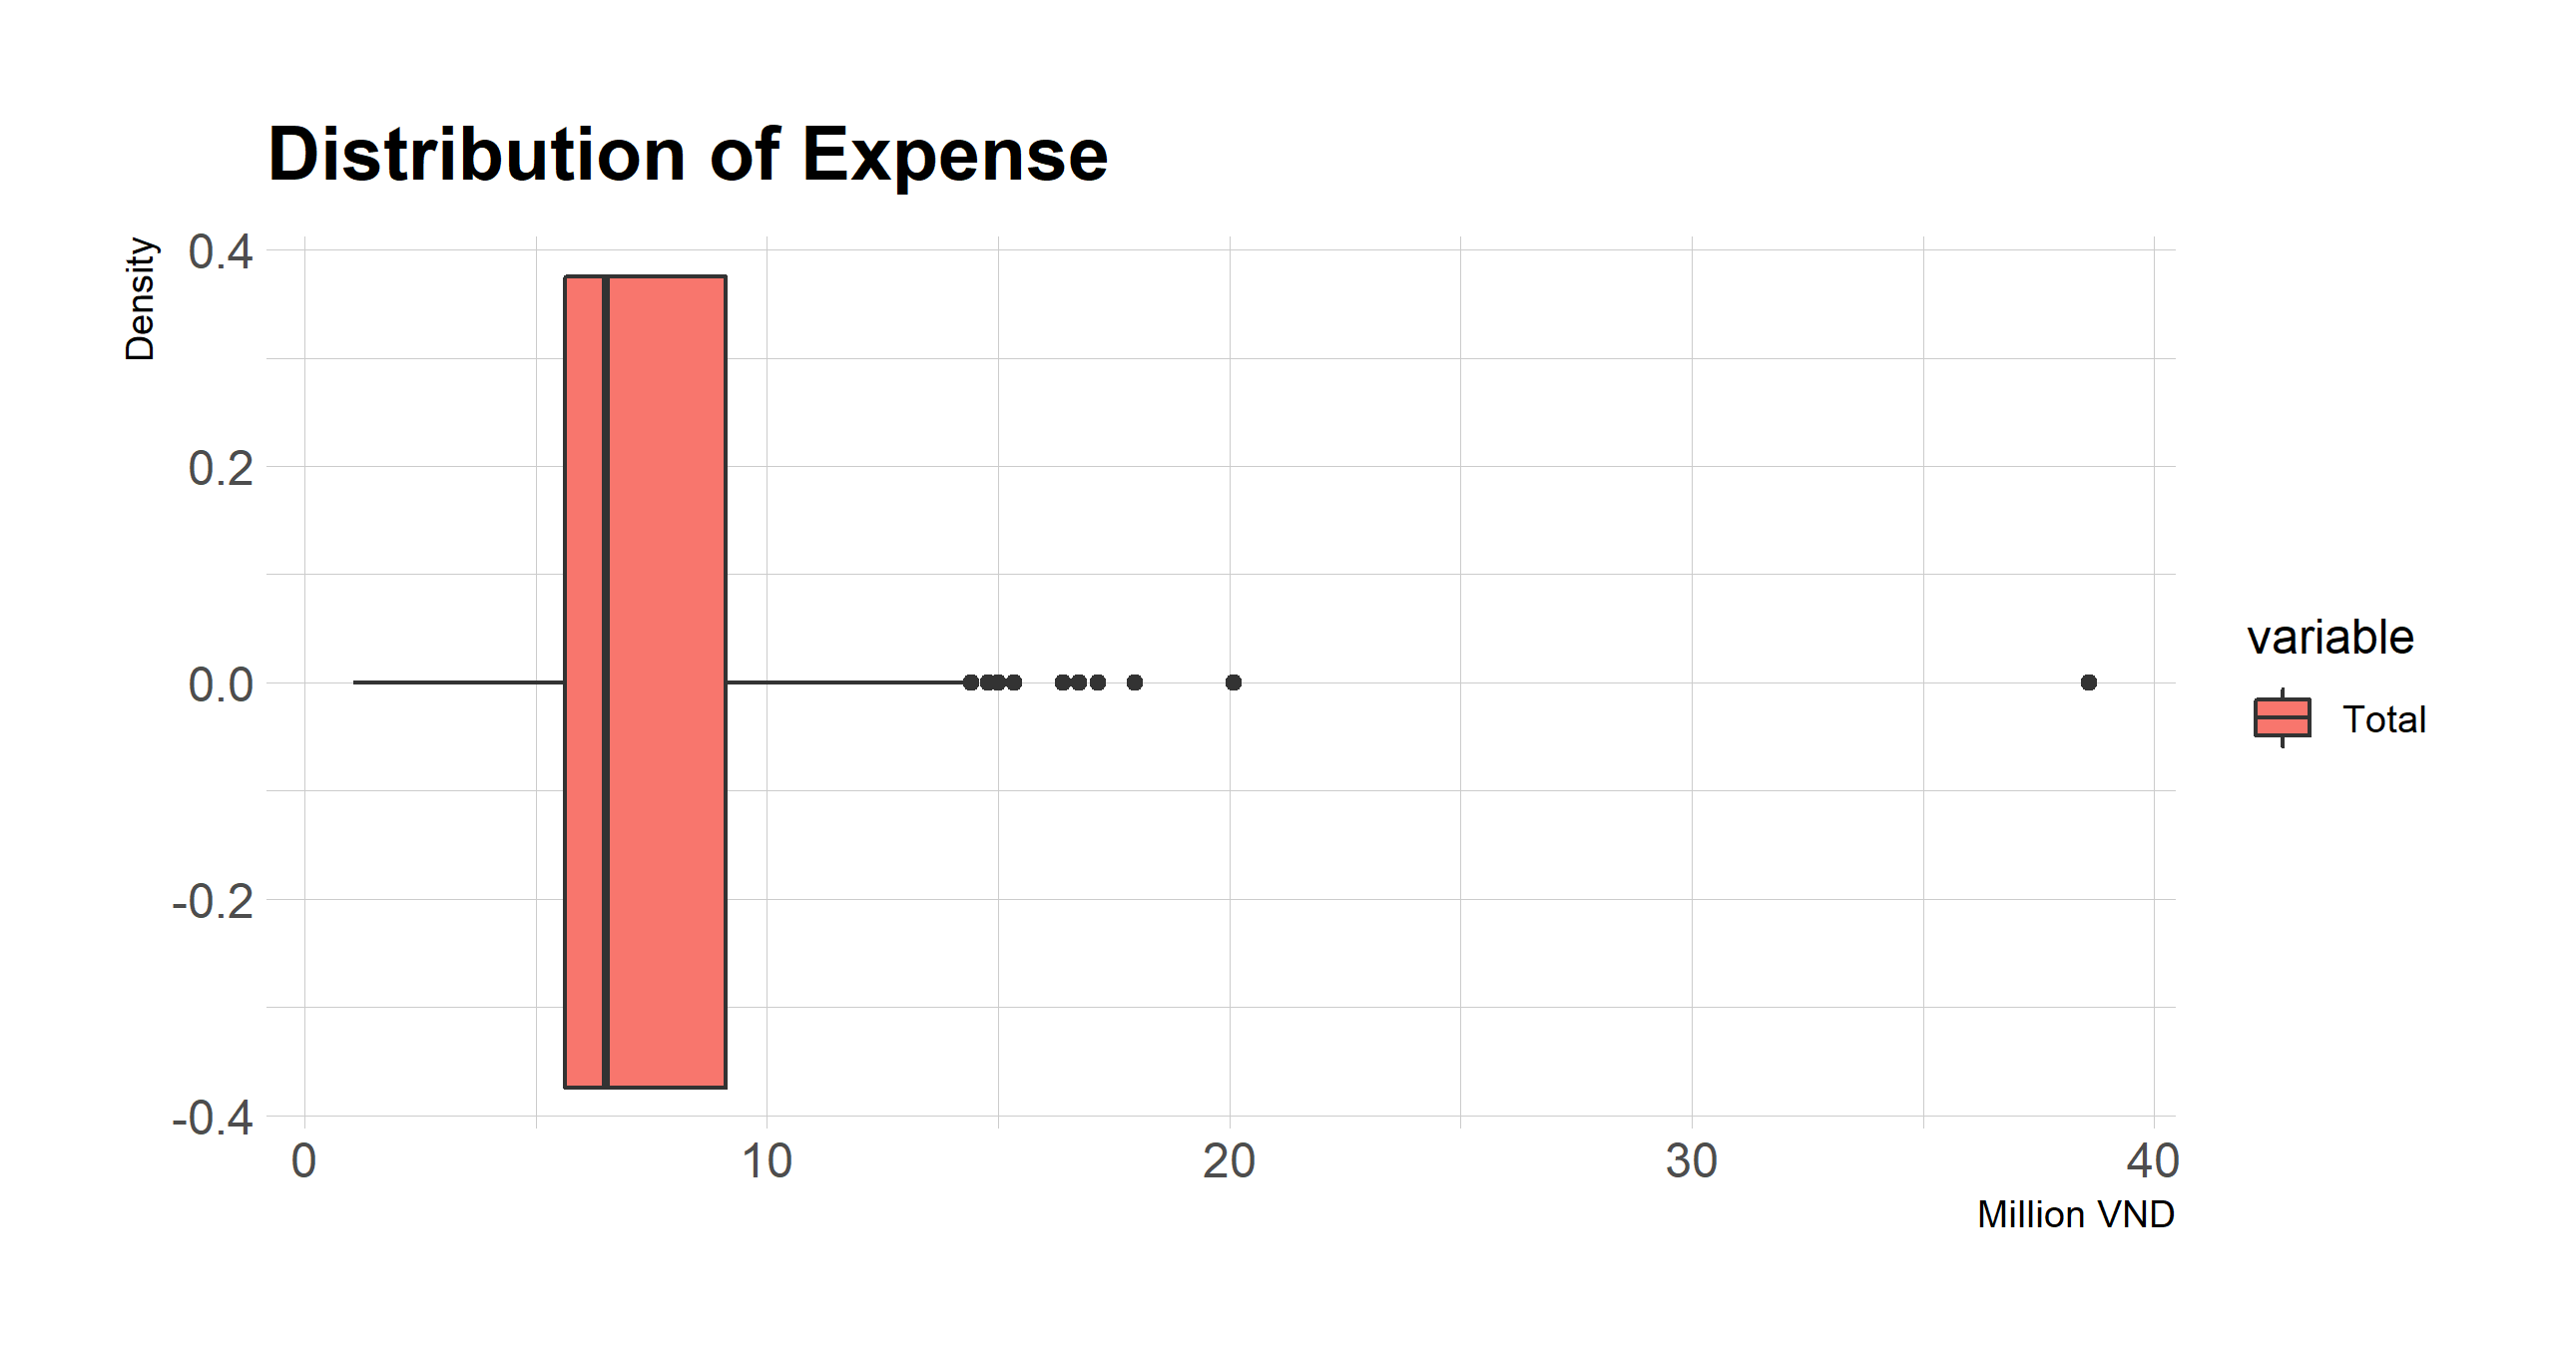 Distribution of Expense
Density
0.4
0.2
0.0
-0.2
-0.4
0 10 20 30 40
Million VND
variable
Total